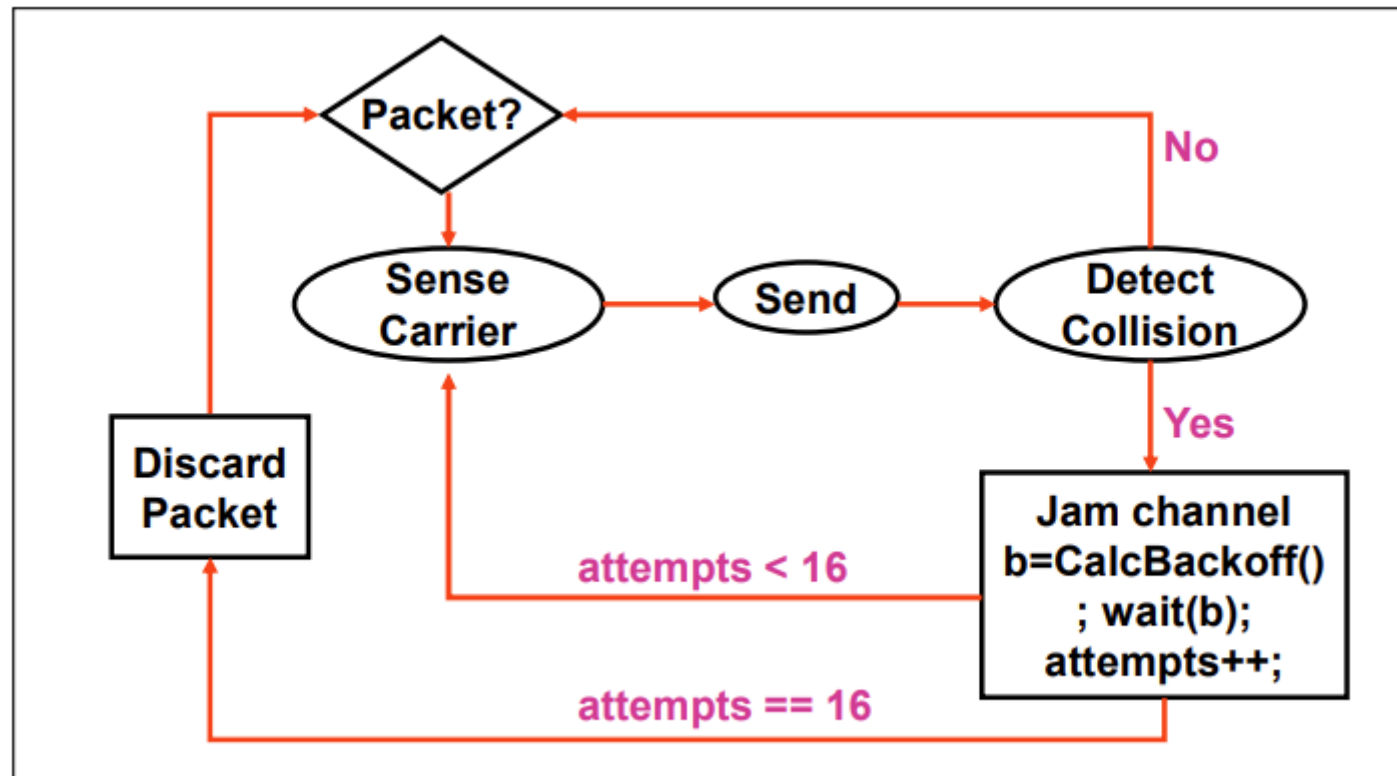 Packet?
No
Sense
Carrier
Send
Detect
Collision
Yes
Discard
Packet
Jam channel
b=CalcBackoff()
; wait(b);
attempts++;
attempts < 16
attempts == 16